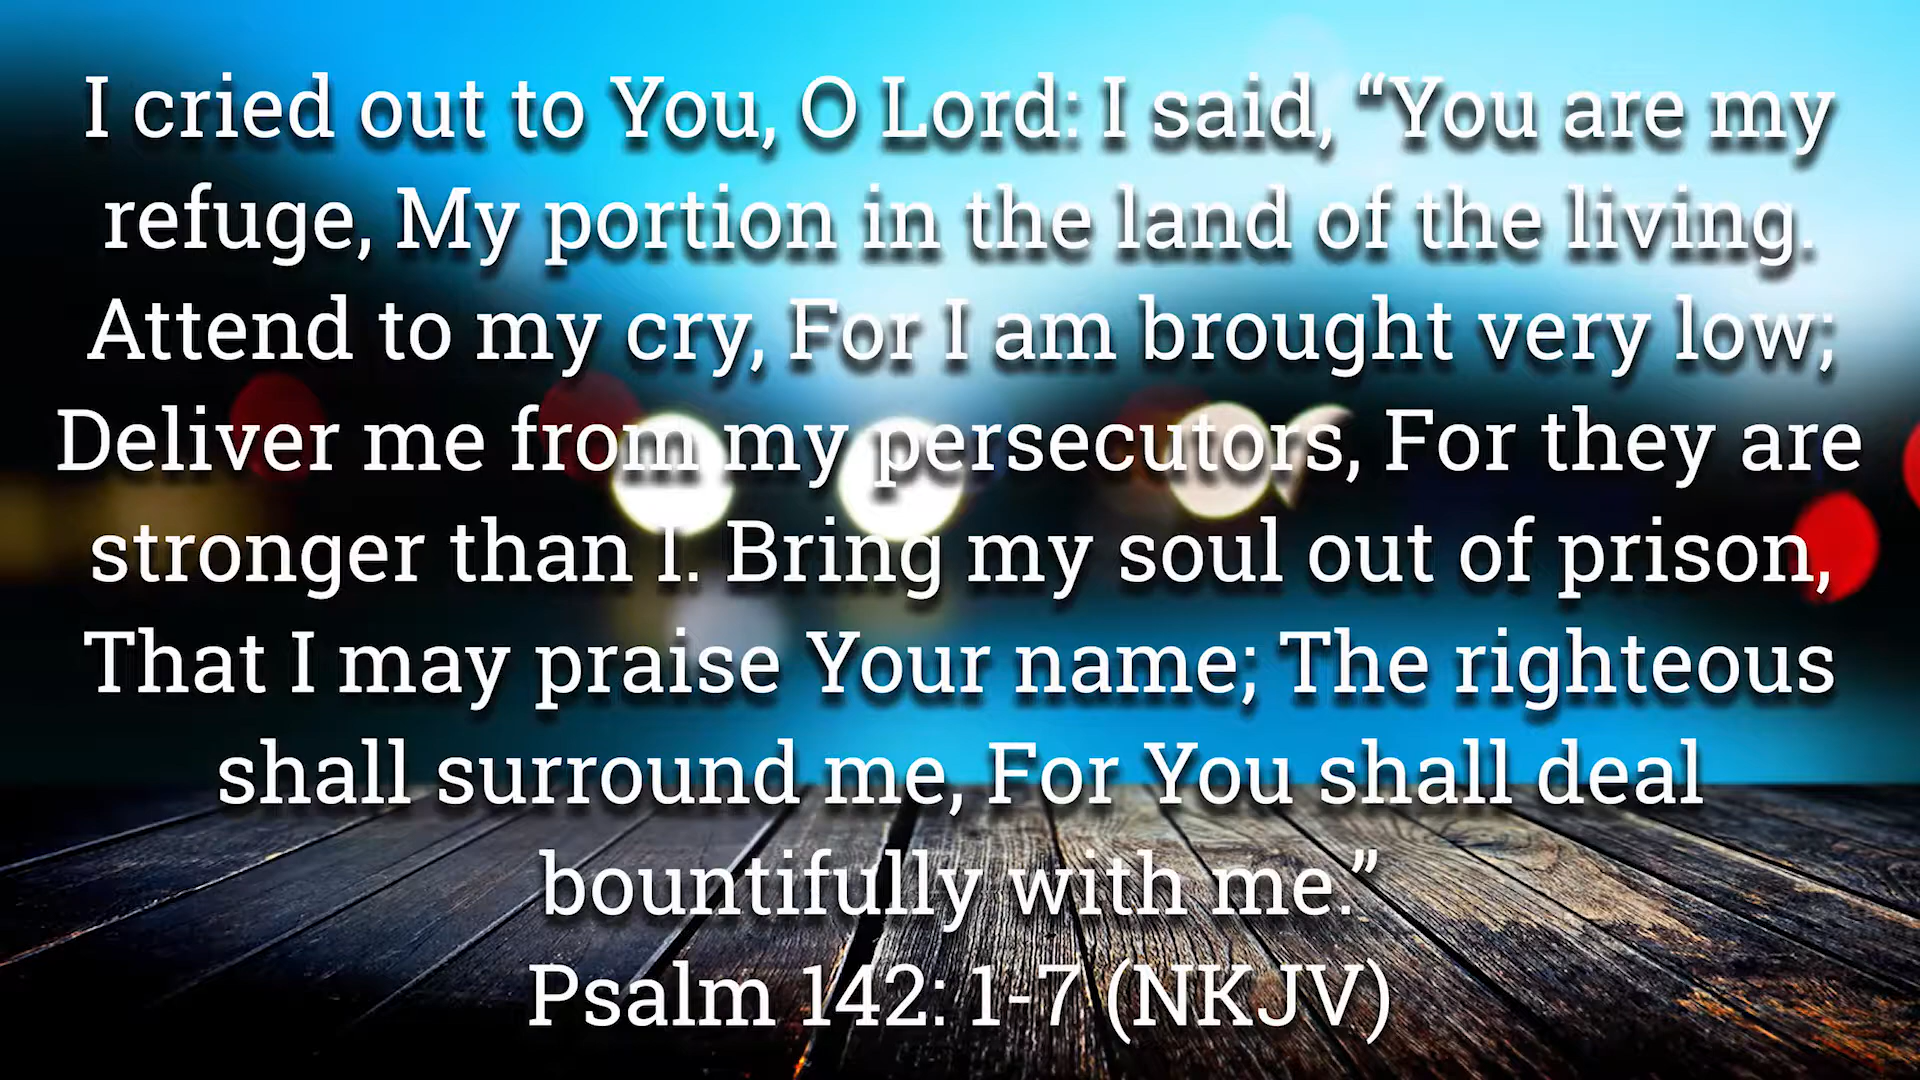 I cried out to You, O Lord: I said, “You are my
refuge, My portion in the land of the living.
Attend to my cry, For I am brought very low;
Deliver me from my persecutors, For they are
stronger than I. Bring my soul out of prison,
That I may praise Your name; The righteous
shall surround me, For You shall deal
bountifully with me.”
Psalm 142: 1-7 (NKJV)